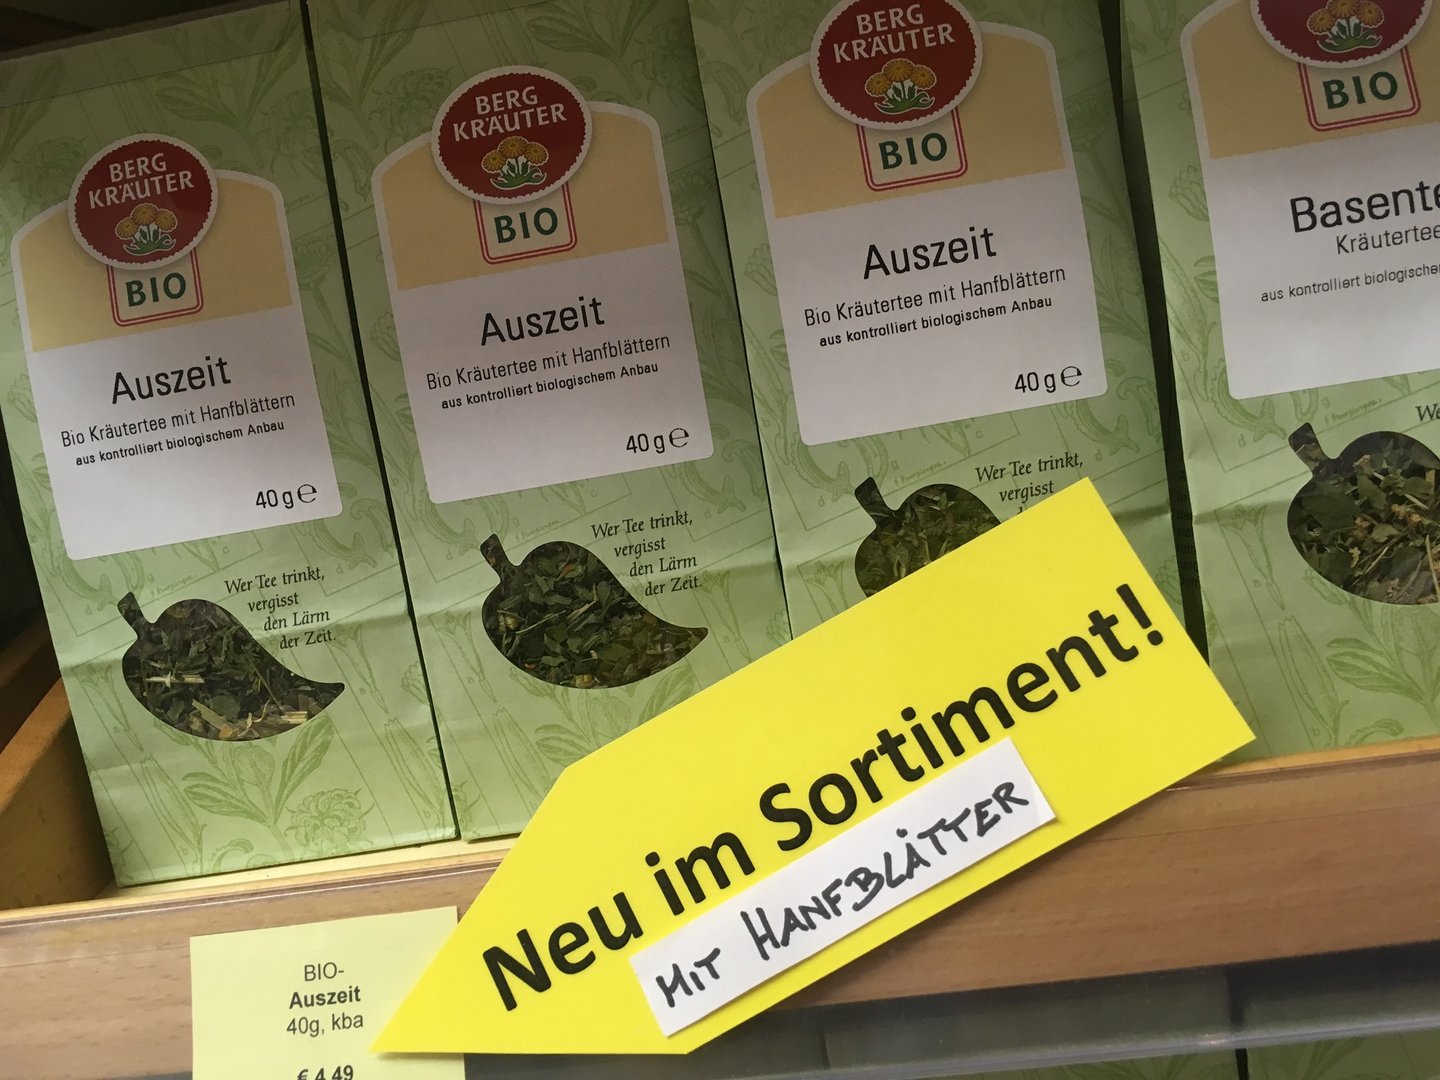 BERG
KRÄUTER
BIO
Auszeit
Bio Kräutertee mit Hanfblättern
aus kontrolliert biologischem Anbau
40 g ℮
Wer Tee trinkt,
vergisst
den Lärm
der Zeit.
BERG
KRÄUTER
BIO
Auszeit
Bio Kräutertee mit Hanfblättern
aus kontrolliert biologischem Anbau
40 g ℮
Wer Tee trinkt,
vergisst
den Lärm
der Zeit.
BERG
KRÄUTER
BIO
Auszeit
Bio Kräutertee mit Hanfblättern
aus kontrolliert biologischem Anbau
40 g ℮
Wer Tee trinkt,
vergisst
BIO
Kräutertee
aus kontrolliert
Neu im Sortiment!
MIT HANFBLÄTTER
BIO-
Auszeit
40g, kba
€ 4,49